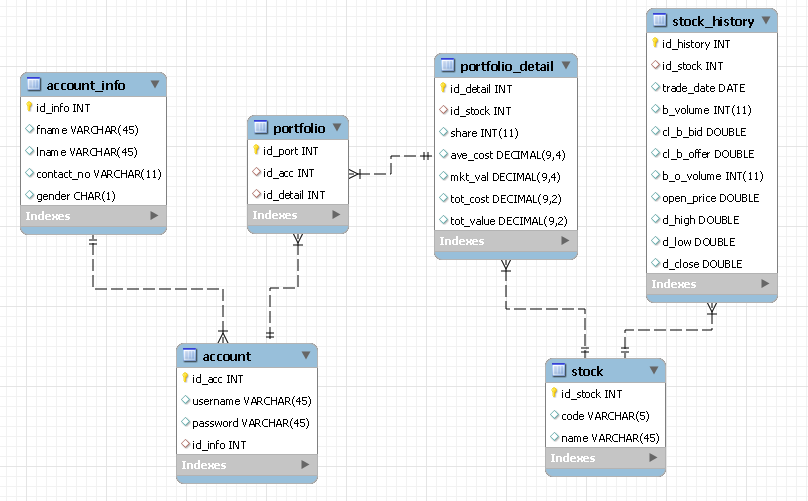 account_info
id_info INT
fname VARCHAR(45)
lname VARCHAR(45)
contact_no VARCHAR(11)
gender CHAR(1)
Indexes
portfolio
id_port INT
id_acc INT
id_detail INT
Indexes
portfolio_detail
id_detail INT
id_stock INT
share INT(11)
ave_cost DECIMAL(9,4)
mkt_val DECIMAL(9,4)
tot_cost DECIMAL(9,2)
tot_value DECIMAL(9,2)
Indexes
stock_history
id_history INT
id_stock INT
trade_date DATE
b_volume INT(11)
cl_b_bid DOUBLE
cl_b_offer DOUBLE
b_o_volume INT(11)
open_price DOUBLE
d_high DOUBLE
d_low DOUBLE
d_close DOUBLE
Indexes
account
id_acc INT
username VARCHAR(45)
password VARCHAR(45)
id_info INT
Indexes
stock
id_stock INT
code VARCHAR(5)
name VARCHAR(45)
Indexes